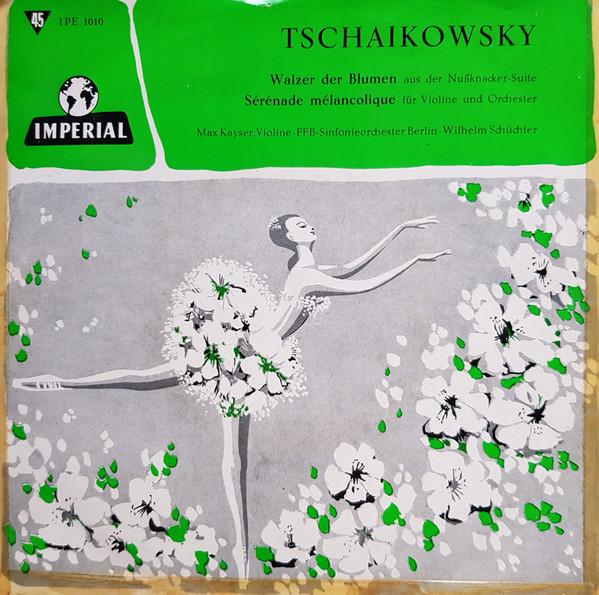 45 IPE 1010
IMPERIAL
TSCHAIKOWSKY
Walzer der Blumen aus der Nußknacker-Suite
Sérénade mélancolique für Violine und Orchester
Max Kayser, Violine - FFB-Sinfonieorchester Berlin - Wilhelm Schüchter